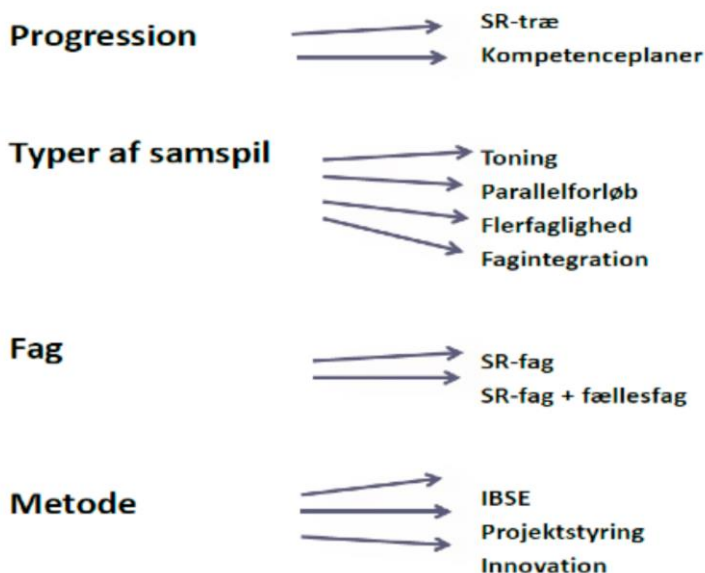 Progression
SR-træ
Kompetenceplaner
Typer af samspil
Toning
Parallelforløb
Flerfaglighed
Fagintegration
Fag
SR-fag
SR-fag + fællesfag
Metode
IBSE
Projektstyring
Innovation